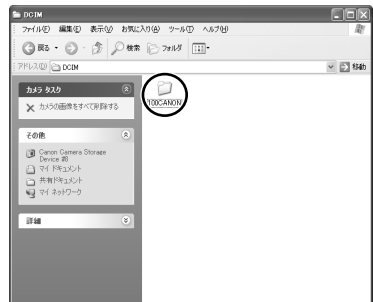 DCIM
ファイル(F) 編集(E) 表示(V) お気に入り(A) ツール(T) ヘルプ(H)
戻る 検索 フォルダ
アドレス(D) DCIM 移動
カメラ タスク
カメラの画像をすべて削除する
100CANON
その他
Canon Camera Storage
Device #8
マイ ドキュメント
共有ドキュメント
マイ ネットワーク
詳細